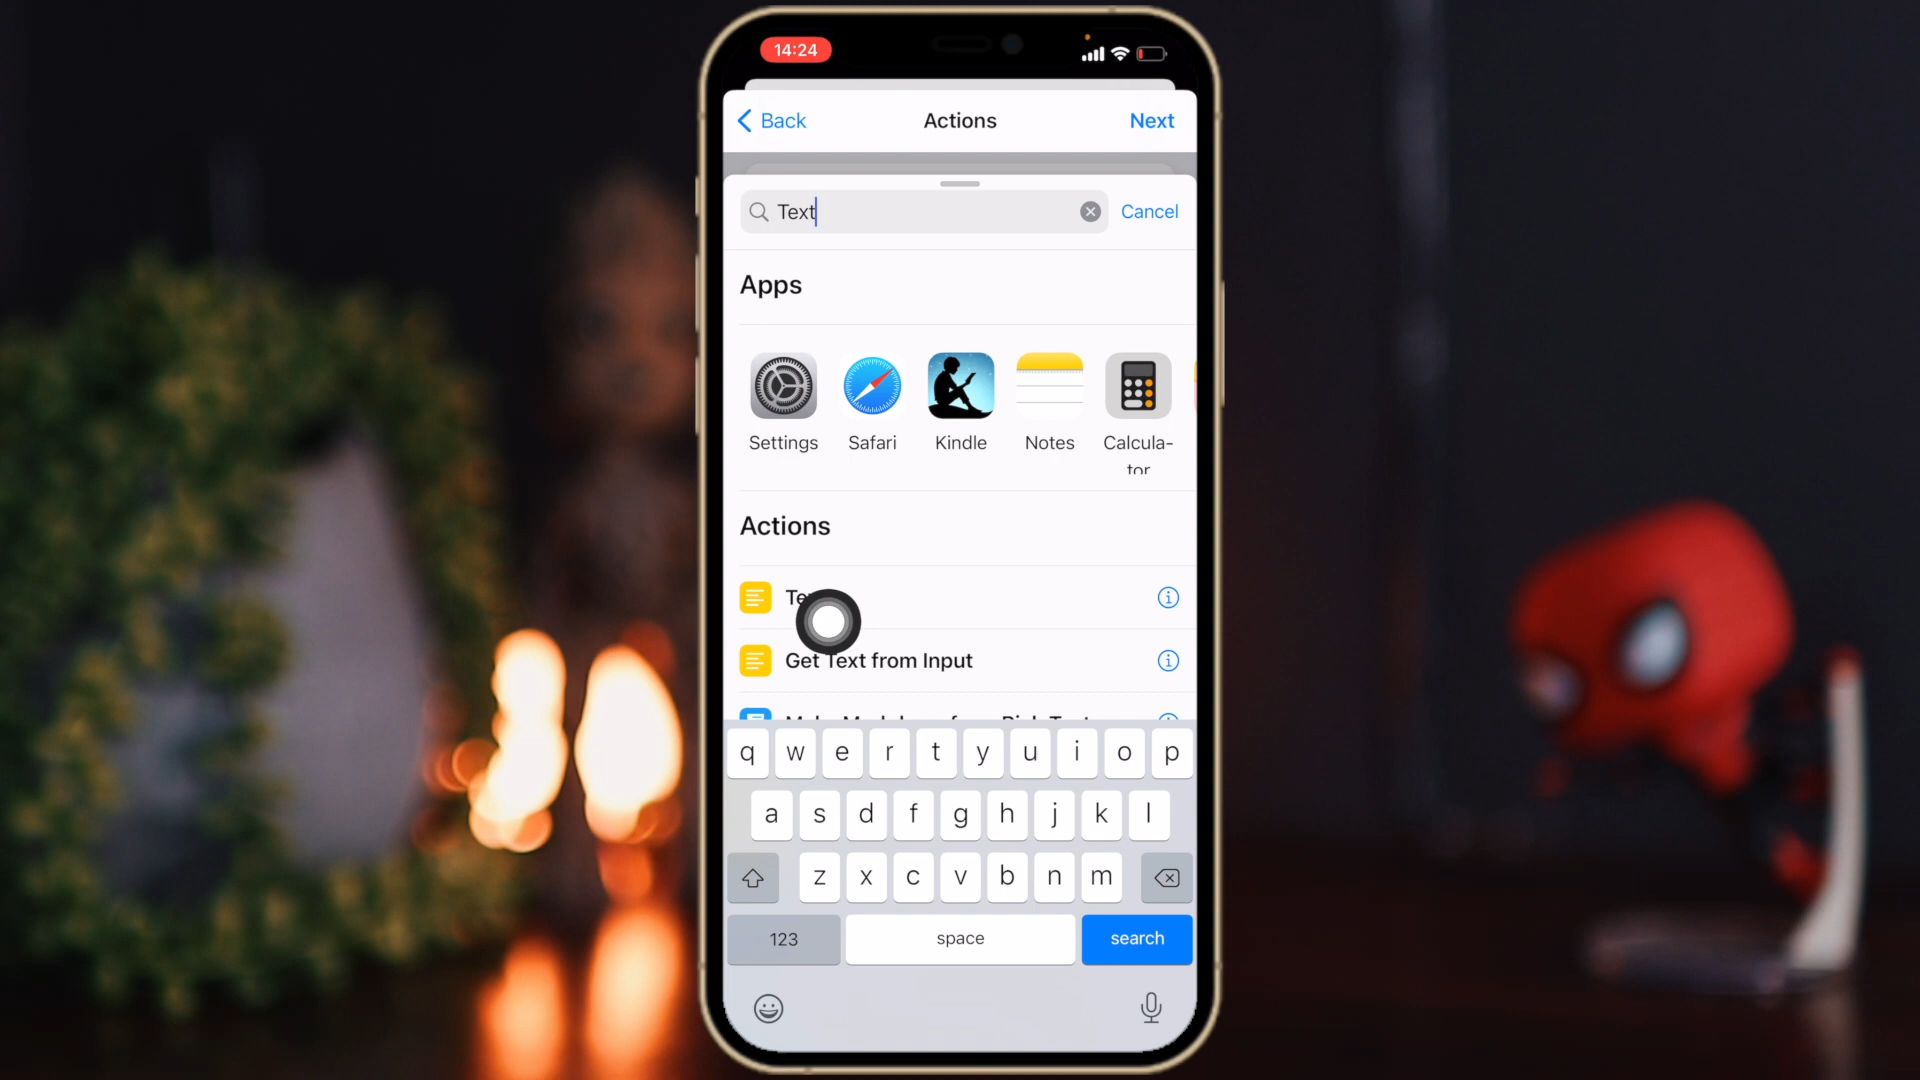 14:24
Back
Actions
Next
Text
Cancel
Apps
Settings
Safari
Kindle
Notes
Calcula-
tor
Actions
Get Text from Input
q w e r t y u i o p
a s d f g h j k l
z x c v b n m
123
space
search